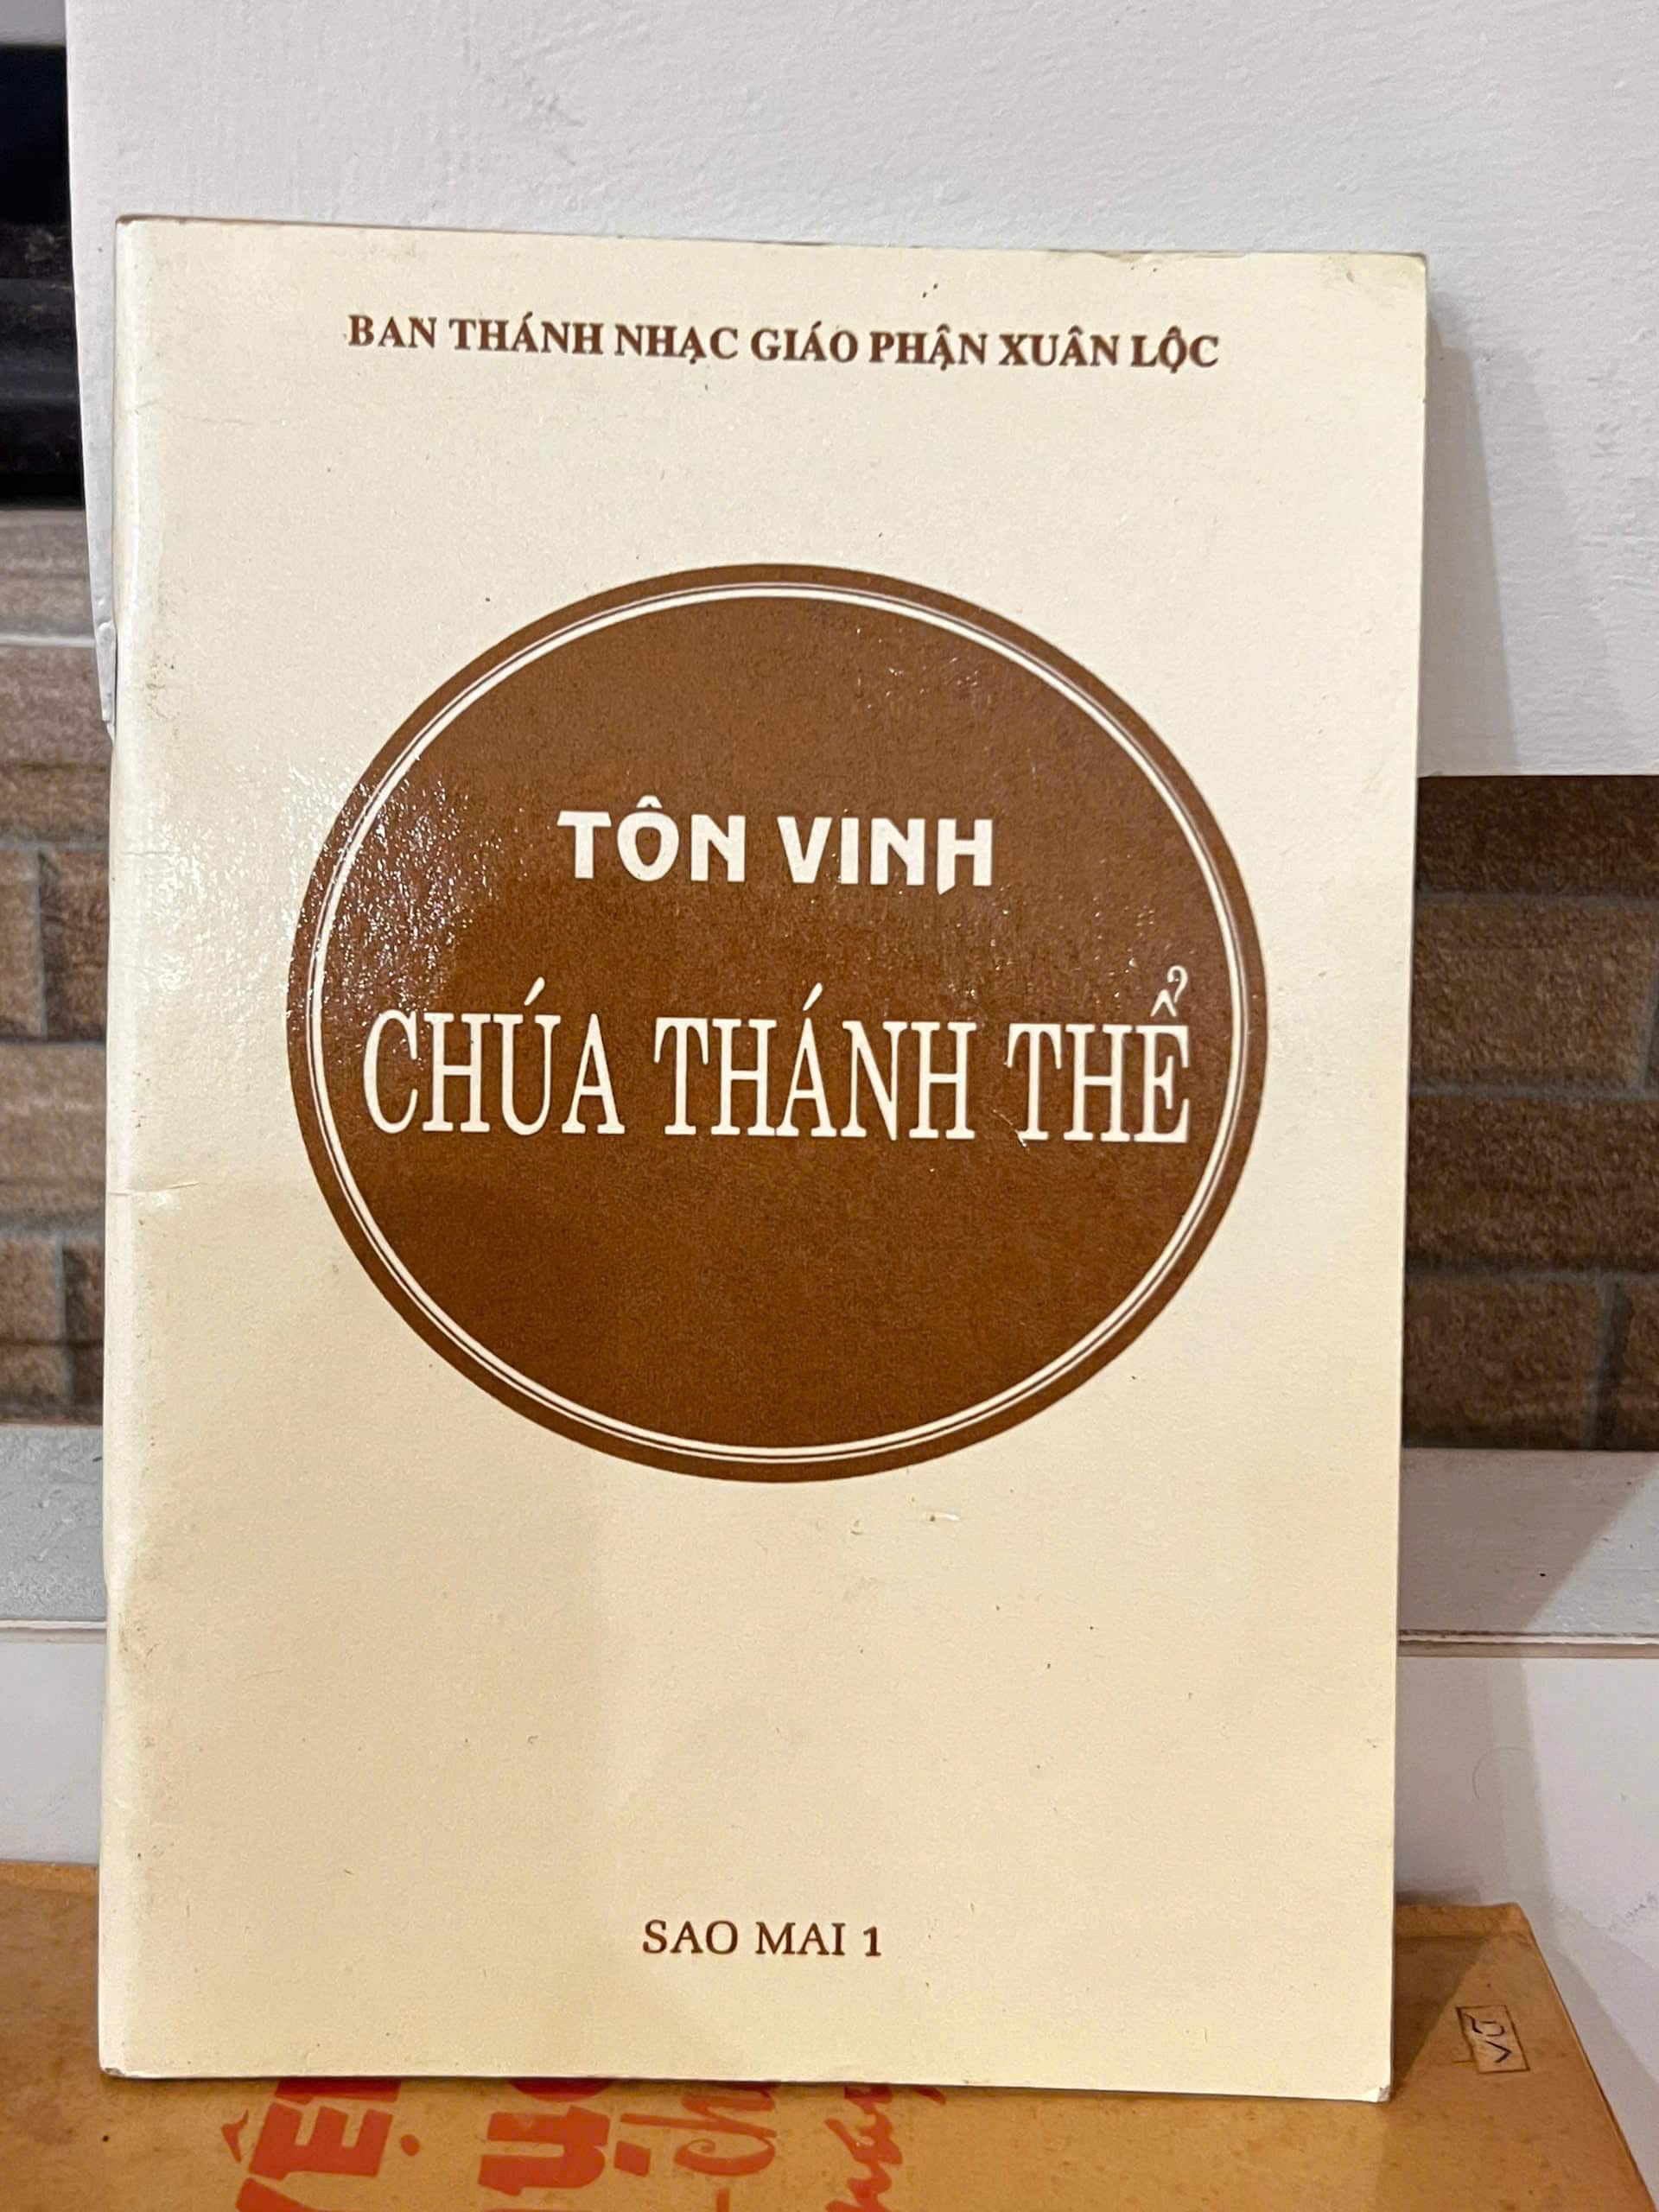 BAN THÁNH NHẠC GIÁO PHẬN XUÂN LỘC
TÔN VINH
CHÚA THÁNH THỂ
SAO MAI 1